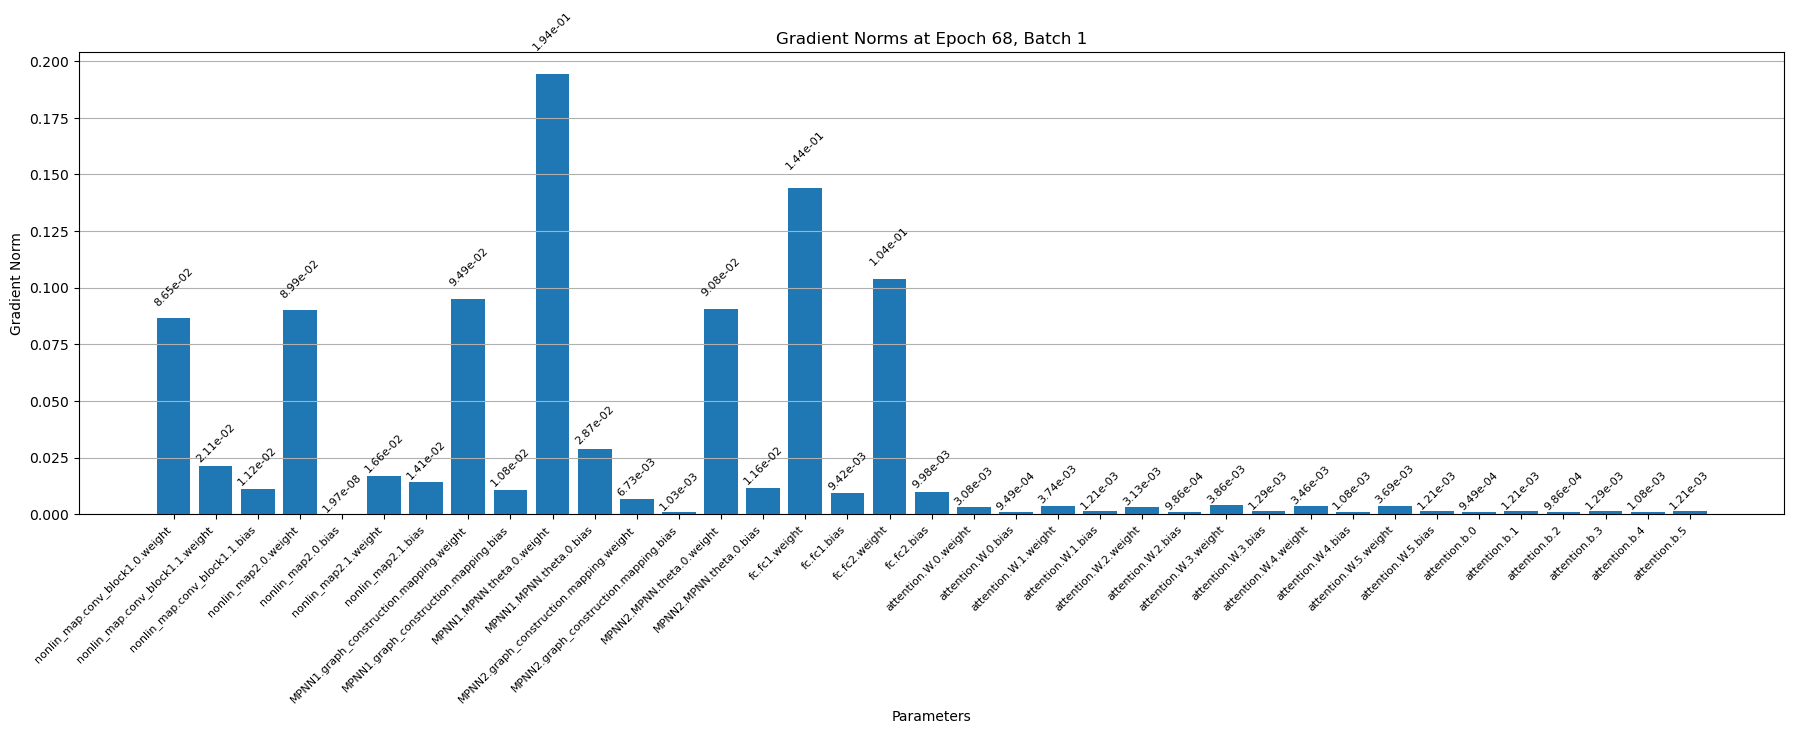 Gradient Norms at Epoch 68, Batch 1
Gradient Norm
0.200
0.175
0.150
0.125
0.100
0.075
0.050
0.025
0.000
8.65e-02
2.11e-02
1.12e-02
8.99e-02
1.97e-08
1.66e-02
1.41e-02
9.49e-02
1.08e-02
1.94e-01
2.87e-02
6.73e-03
1.03e-03
9.08e-02
1.16e-02
1.44e-01
9.42e-03
1.04e-01
9.98e-03
3.08e-03
9.49e-04
3.74e-03
1.21e-03
3.13e-03
9.86e-04
3.86e-03
1.29e-03
3.46e-03
1.08e-03
3.69e-03
1.21e-03
9.49e-04
1.21e-03
9.86e-04
1.29e-03
1.08e-03
1.21e-03
nonlin_map.conv_block1.0.weight
nonlin_map.conv_block1.1.weight
nonlin_map.conv_block1.1.bias
nonlin_map2.0.weight
nonlin_map2.0.bias
nonlin_map2.1.weight
nonlin_map2.1.bias
MPNN1.graph_construction.mapping.weight
MPNN1.graph_construction.mapping.bias
MPNN1.MPNN.theta.0.weight
MPNN1.MPNN.theta.0.bias
MPNN2.graph_construction.mapping.weight
MPNN2.graph_construction.mapping.bias
MPNN2.MPNN.theta.0.weight
MPNN2.MPNN.theta.0.bias
fc.fc1.weight
fc.fc1.bias
fc.fc2.weight
fc.fc2.bias
attention.W.0.weight
attention.W.0.bias
attention.W.1.weight
attention.W.1.bias
attention.W.2.weight
attention.W.2.bias
attention.W.3.weight
attention.W.3.bias
attention.W.4.weight
attention.W.4.bias
attention.W.5.weight
attention.W.5.bias
attention.b.0
attention.b.1
attention.b.2
attention.b.3
attention.b.4
attention.b.5
Parameters